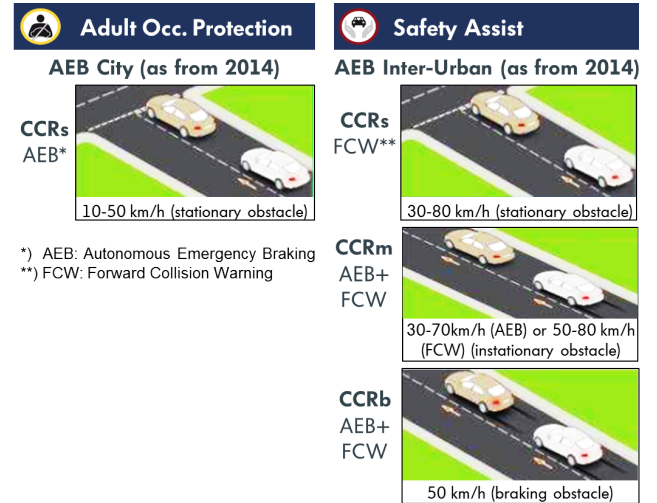 Adult Occ. Protection
AEB City (as from 2014)
CCRs
AEB*
10-50 km/h (stationary obstacle)
*) AEB: Autonomous Emergency Braking
**) FCW: Forward Collision Warning
Safety Assist
AEB Inter-Urban (as from 2014)
CCRs
FCW**
30-80 km/h (stationary obstacle)
CCRm
AEB+
FCW
30-70km/h (AEB) or 50-80 km/h
(FCW) (instationary obstacle)
CCRb
AEB+
FCW
50 km/h (braking obstacle)